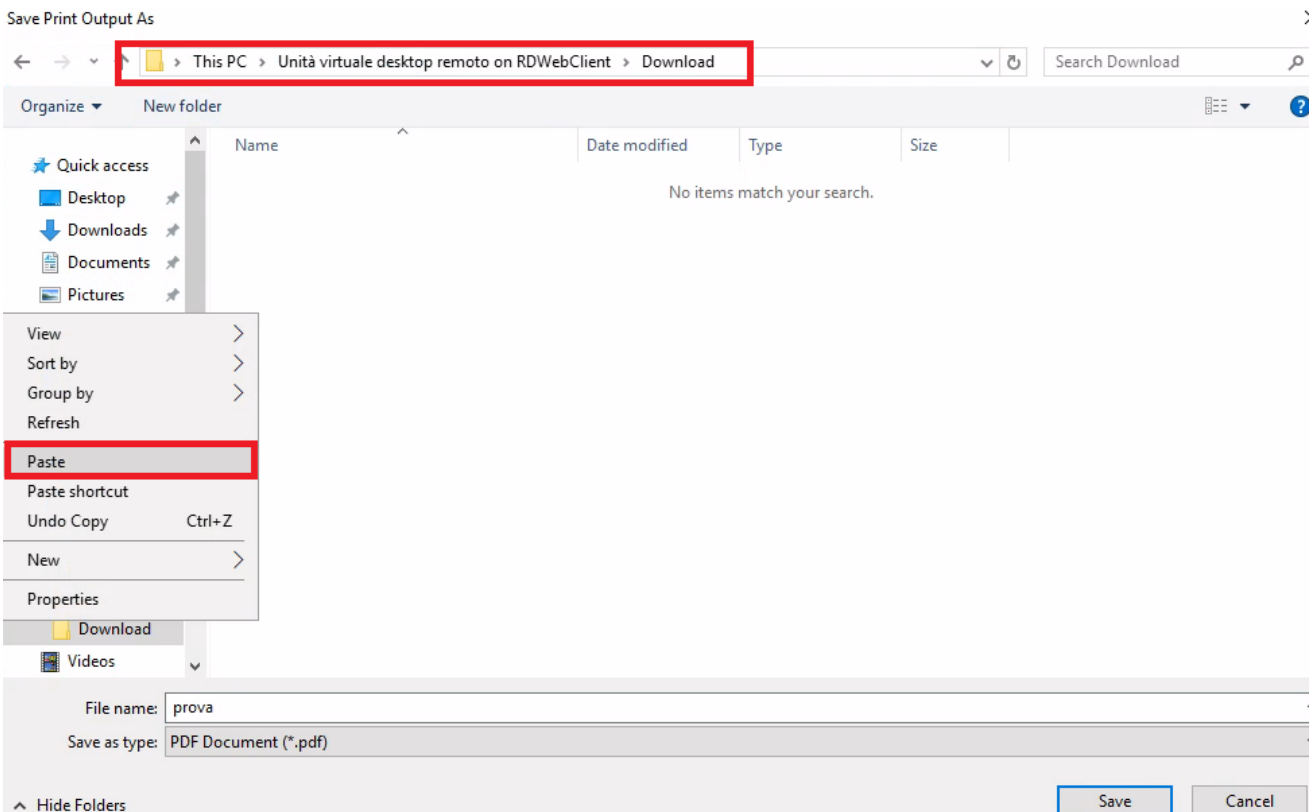 Save Print Output As
This PC > Unità virtuale desktop remoto on RDWebClient > Download
Search Download
Organize
New folder
Name
Date modified
Type
Size
No items match your search.
Quick access
Desktop
Downloads
Documents
Pictures
View
Sort by
Group by
Refresh
Paste
Paste shortcut
Undo Copy Ctrl+Z
New
Properties
Download
Videos
File name: prova
Save as type: PDF Document (*.pdf)
Hide Folders
Save
Cancel